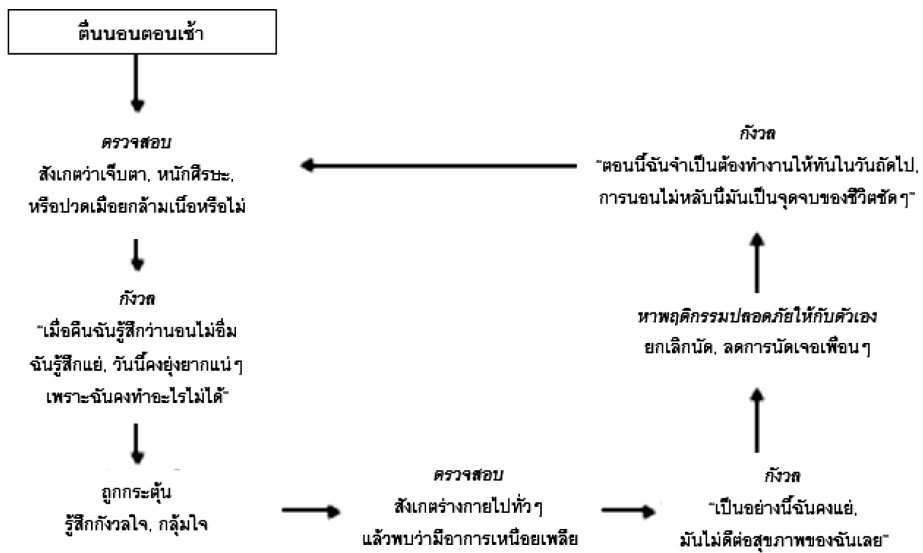 ตื่นนอนตอนเช้า
ตรวจสอบ
สังเกตว่าเจ็บตา, หนักศีรษะ,
หรือปวดเมื่อยกล้ามเนื้อหรือไม่
กังวล
"เมื่อคืนฉันรู้สึกว่านอนไม่อิ่ม
ฉันรู้สึกแย่, วันนี้คงยุ่งยากแน่ๆ
เพราะฉันคงทำอะไรไม่ได้"
ถูกกระตุ้น
รู้สึกกังวลใจ, กลุ้มใจ
ตรวจสอบ
สังเกตร่างกายไปทั่วๆ
แล้วพบว่ามีอาการเหนื่อยเพลีย
กังวล
"เป็นอย่างนี้ฉันคงแย่,
มันไม่ดีต่อสุขภาพของฉันเลย"
หาพฤติกรรมปลอดภัยให้กับตัวเอง
ยกเลิกนัด, ลดการนัดเจอเพื่อนๆ
กังวล
"ตอนนี้ฉันจำเป็นต้องทำงานให้ทันในวันถัดไป,
การนอนไม่หลับนี้มันเป็นจุดจบของชีวิตชัดๆ"